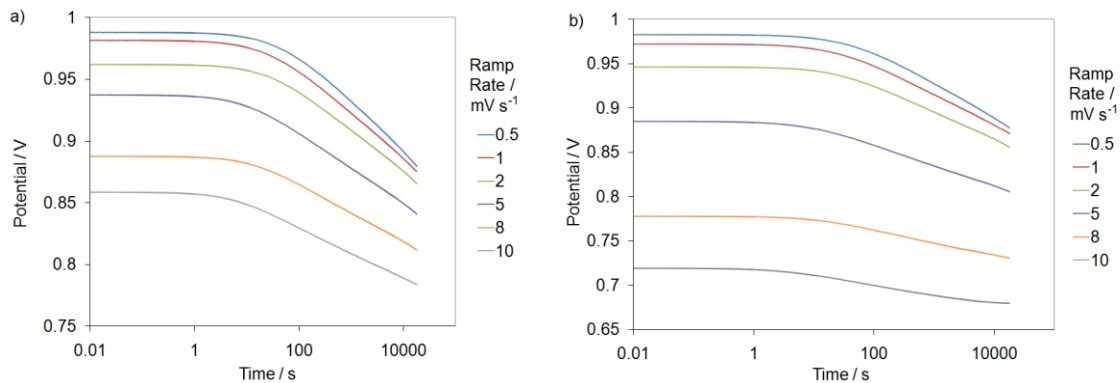 a)
1
0.95
0.9
0.85
0.8
0.75
Potential / V
0.01
1
100
10000
Time / s
Ramp
Rate /
mV s⁻¹
0.5
1
2
5
8
10
b)
1
0.95
0.9
0.85
0.8
0.75
0.7
0.65
Potential / V
0.01
1
100
10000
Time / s
Ramp
Rate /
mV s⁻¹
0.5
1
2
5
8
10